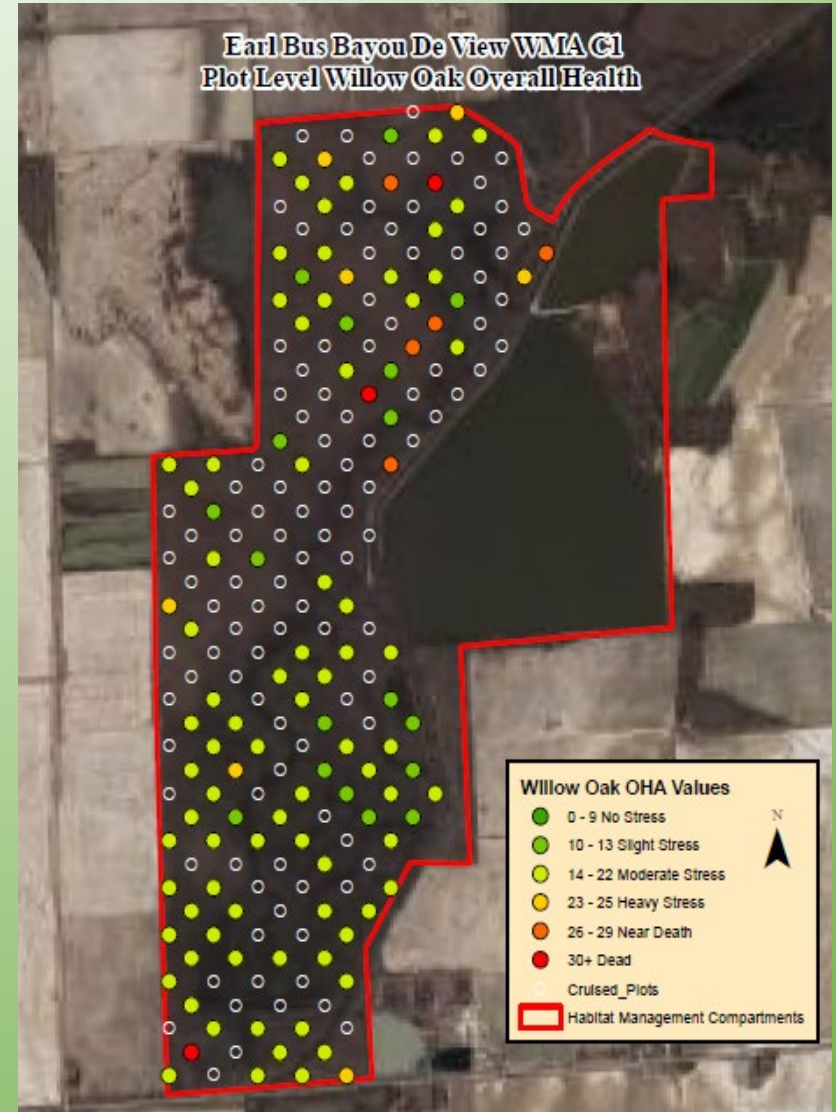 Earl Bus Bayou De View WMA C1
Plot Level Willow Oak Overall Health
Willow Oak OHA Values
N
0 - 9 No Stress
10 - 13 Slight Stress
14 - 22 Moderate Stress
23 - 25 Heavy Stress
26 - 29 Near Death
30+ Dead
Cruised_Plots
Habitat Management Compartments